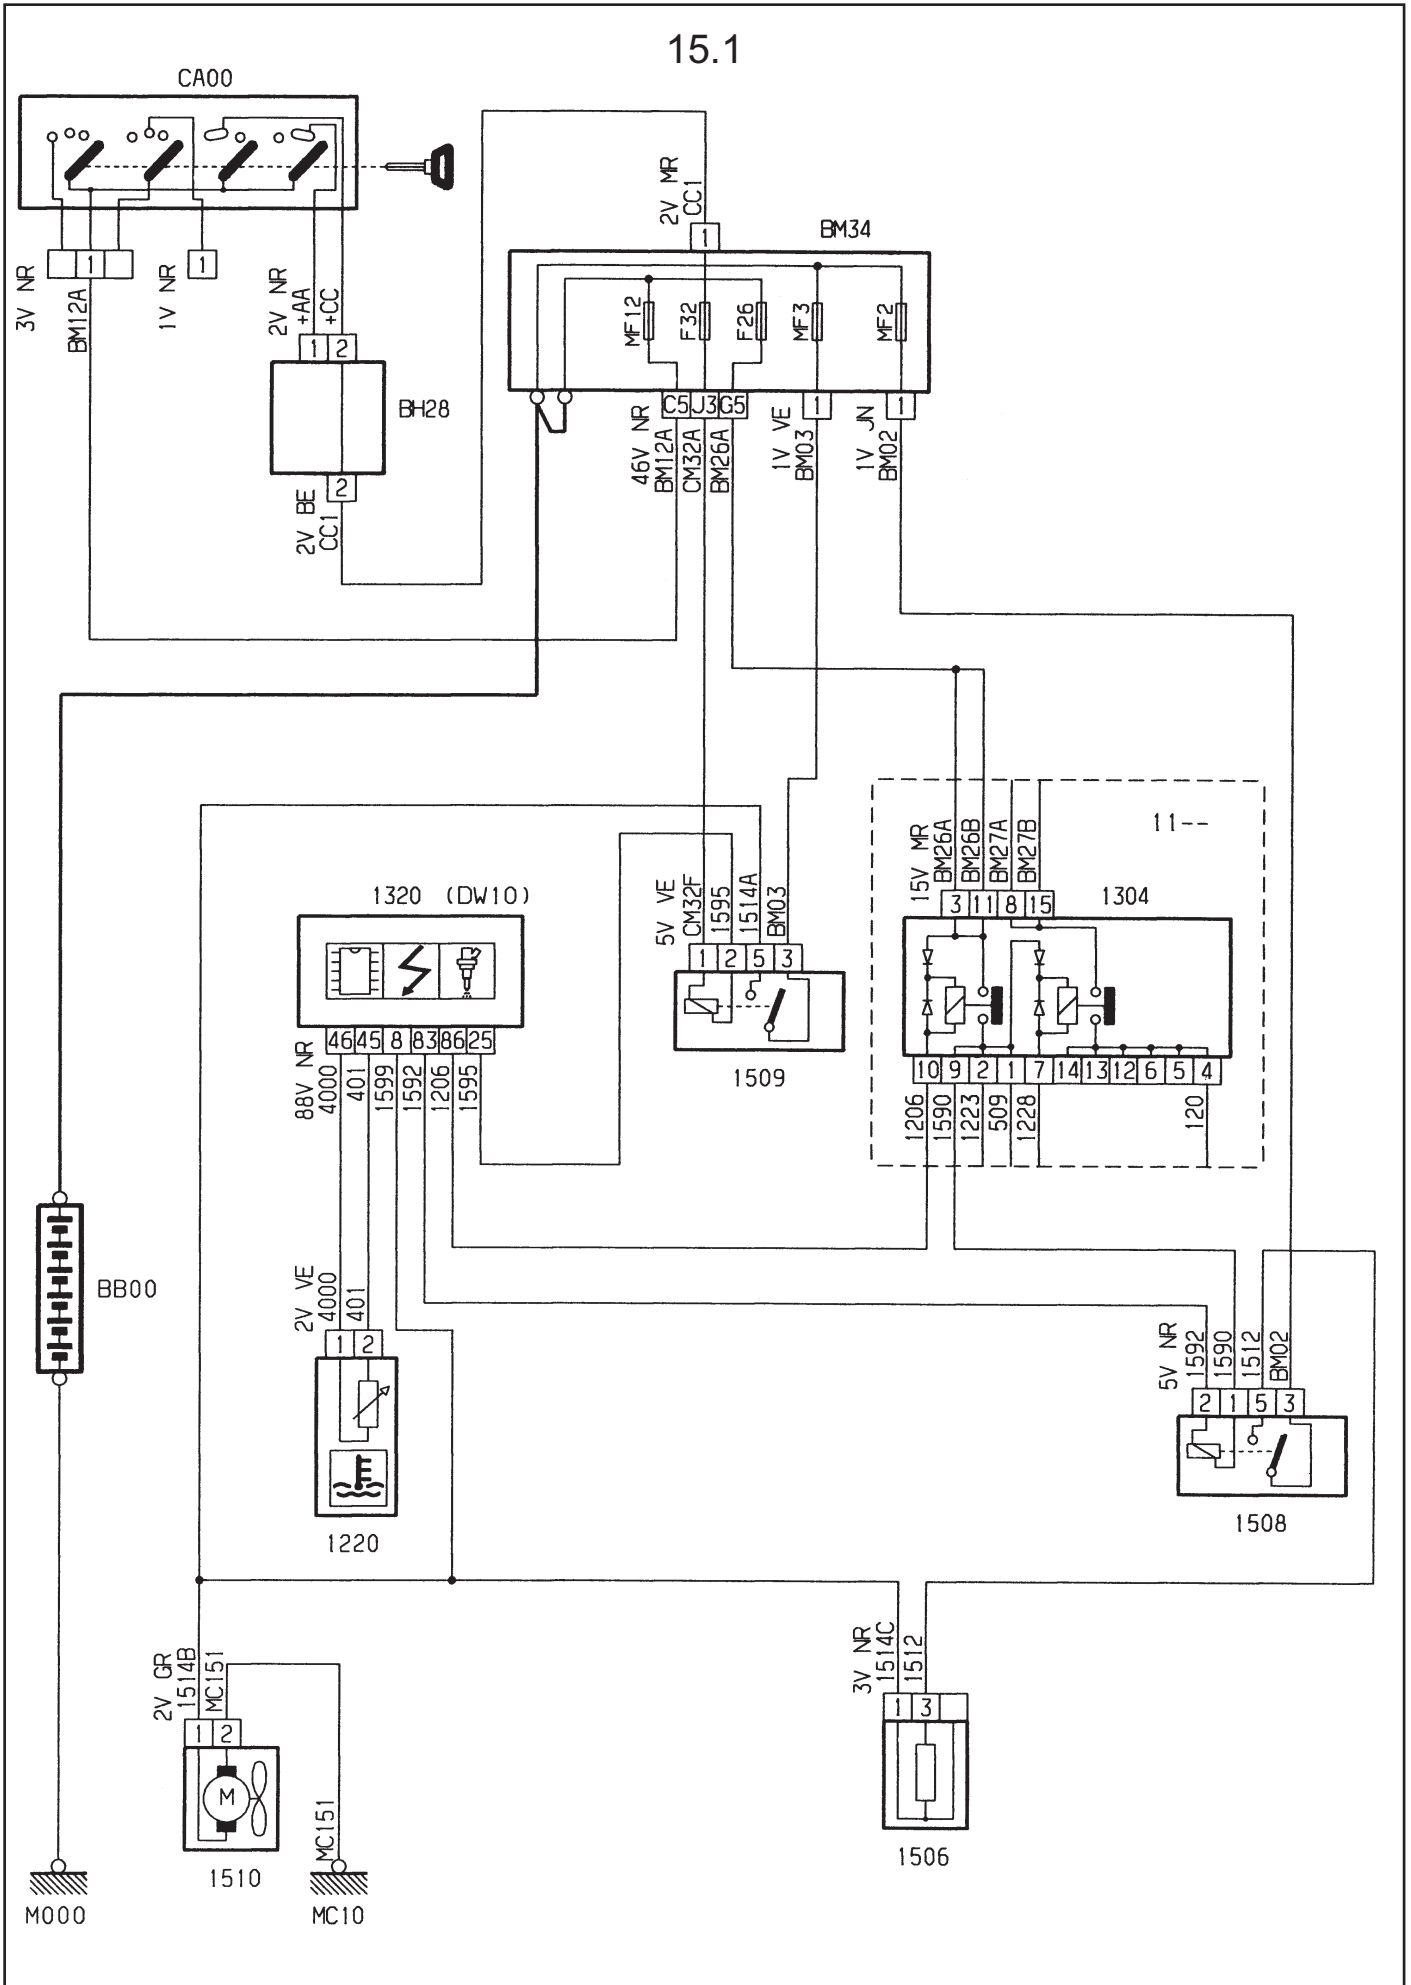 15.1
CA00
3V NR
1
BM12A
1V NR
1
2V NR
+AA
+CC
1 2
BH28
2
2V BE
CC1
2V MR
CC1
1
BM34
MF12
F32
F26
MF3
MF2
C5 J3 G5
1
1
46V NR
BM12A
CM32A
BM26A
1V VE
BM03
1V JN
BM02
11--
15V MR
BM26A
BM26B
BM27A
BM27B
3 11 8 15
1304
10 9 2 1 7 14 13 12 6 5 4
1206
1590
1223
509
1228
120
1320 (DW10)
46 45 8 83 86 25
88V NR
4000
401
1599
1592
1206
1595
5V VE
CM32F
1595
1514A
BM03
1 2 5 3
1509
BB00
2V VE
4000
401
1 2
1220
5V NR
1592
1590
1512
BM02
2 1 5 3
1508
2V GR
1514B
MC151
1 2
M
1510
MC151
M000
MC10
3V NR
1514C
1512
1 3
1506